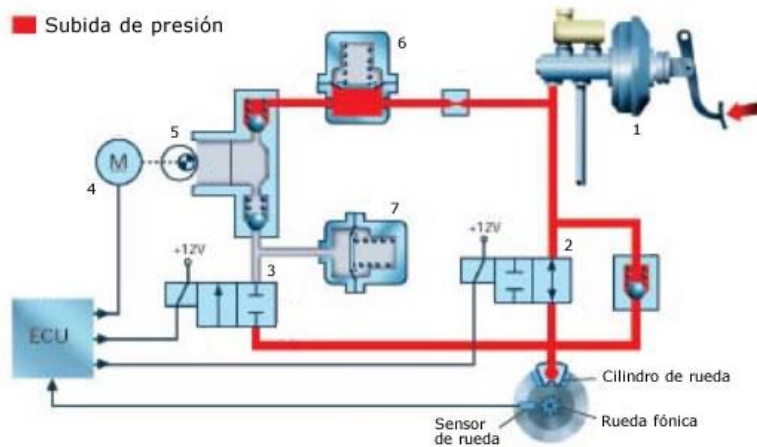 Subida de presión
6
1
5
M
4
7
+12V
3
+12V
2
ECU
Cilindro de rueda
Sensor
de rueda
Rueda fónica